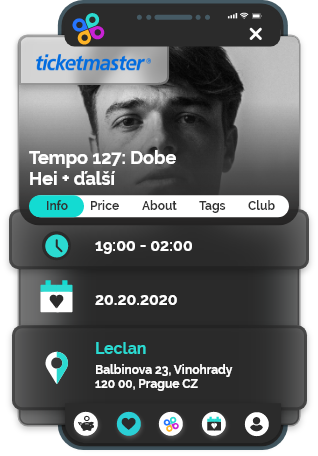 ticketmaster®
Tempo 127: Dobe
Hei + ďalší
Info Price About Tags Club
19:00 - 02:00
20.20.2020
Leclan
Balbinova 23, Vinohrady
120 00, Prague CZ